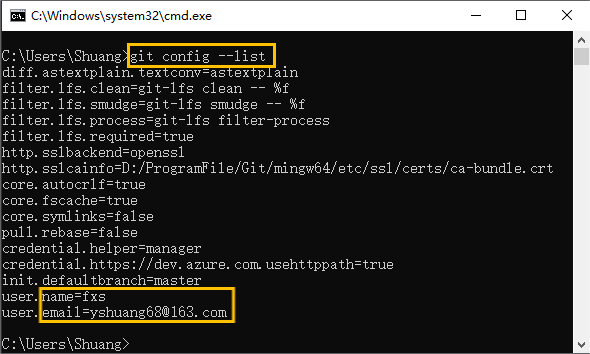 C:\Windows\system32\cmd.exe
C:\Users\Shuang>git config --list
diff.astextplain.textconv=astextplain
filter.lfs.clean=git-lfs clean -- %f
filter.lfs.smudge=git-lfs smudge -- %f
filter.lfs.process=git-lfs filter-process
filter.lfs.required=true
http.sslbackend=openssl
http.sslcainfo=D:/ProgramFile/Git/mingw64/etc/ssl/certs/ca-bundle.crt
core.autocrlf=true
core.fscache=true
core.symlinks=false
pull.rebase=false
credential.helper=manager
credential.https://dev.azure.com.usehttppath=true
init.defaultbranch=master
user.name=fxs
user.email=yshuang68@163.com
C:\Users\Shuang>